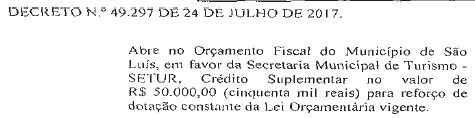 DECRETO N.º 49.297 DE 24 DE JULHO DE 2017.
Abre no Orçamento Fiscal do Município de São
Luís, em favor da Secretaria Municipal de Turismo -
SETUR, Crédito Suplementar no valor de
R$ 50.000,00 (cinquenta mil reais) para reforço de
dotação constante da Lei Orçamentária vigente.